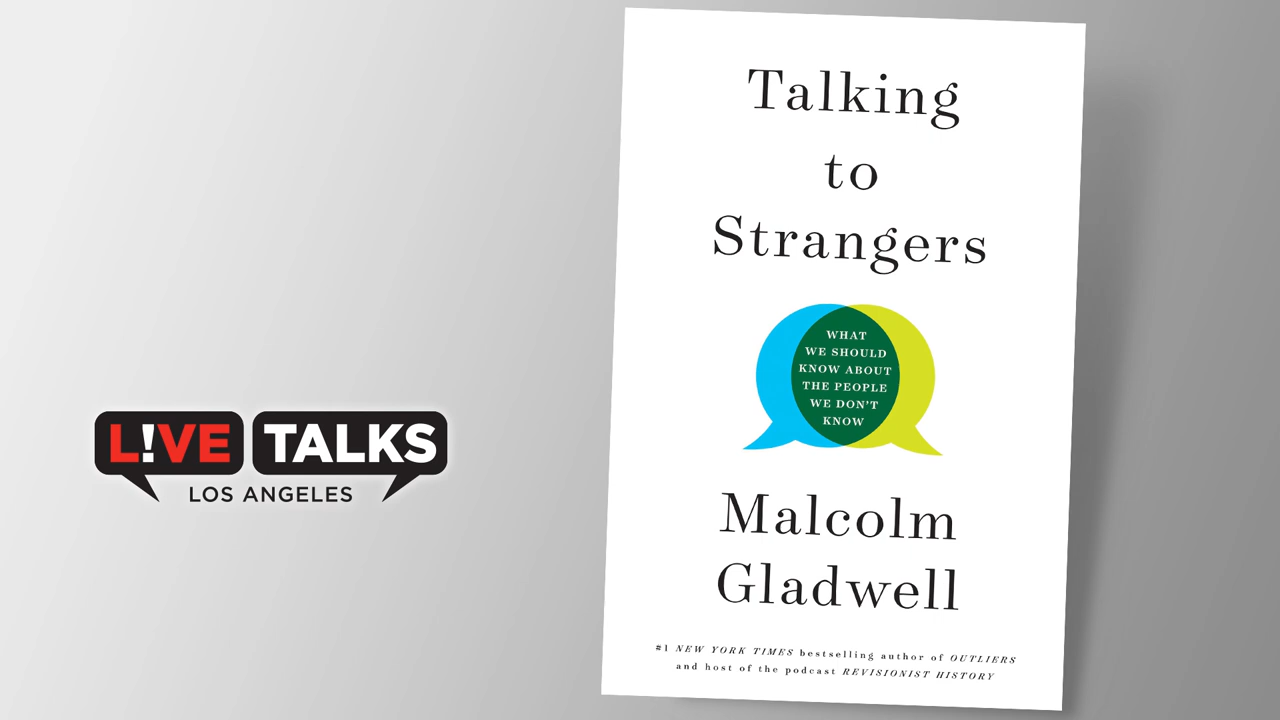 L!VE TALKS
LOS ANGELES
Talking
to
Strangers
WHAT
WE SHOULD
KNOW ABOUT
THE PEOPLE
WE DON'T
KNOW
Malcolm
Gladwell
#1 NEW YORK TIMES bestselling author of OUTLIERS
and host of the podcast REVISIONIST HISTORY